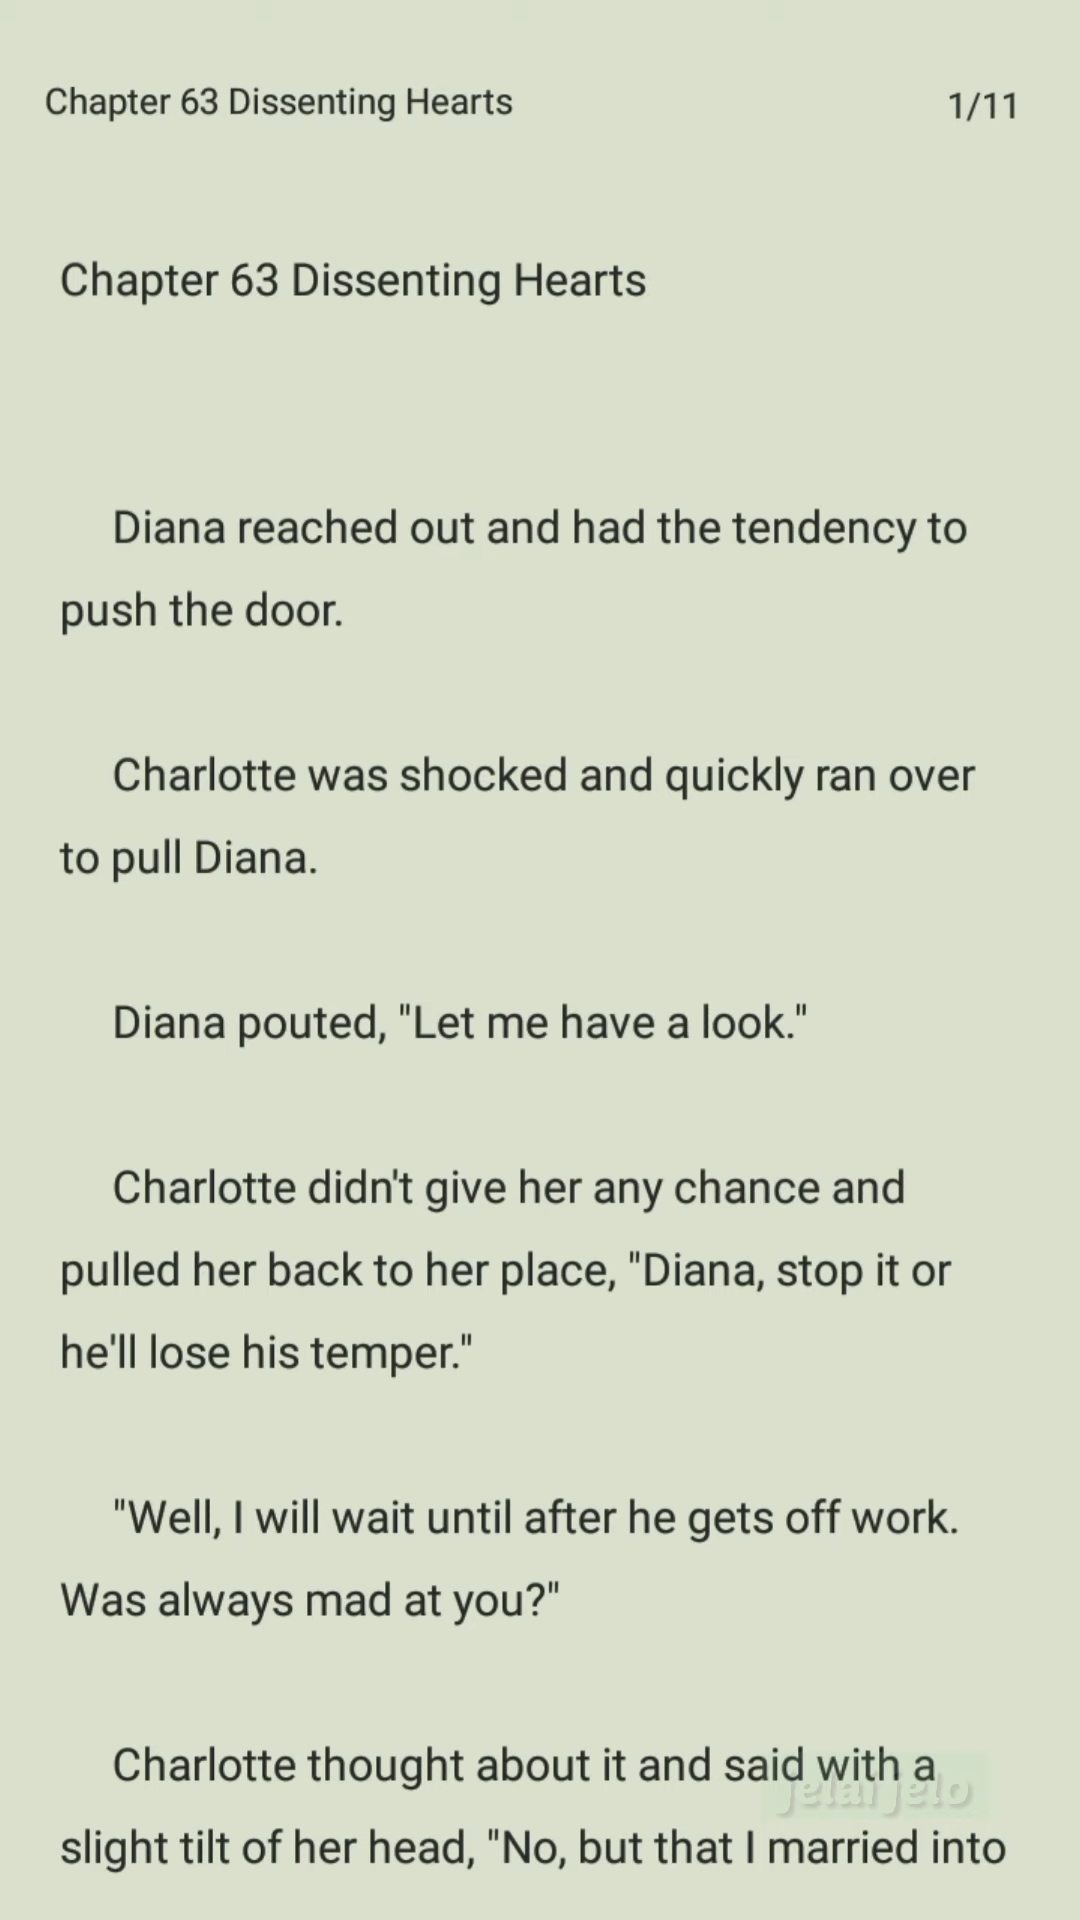 Chapter 63 Dissenting Hearts
1/11
Chapter 63 Dissenting Hearts
Diana reached out and had the tendency to
push the door.
Charlotte was shocked and quickly ran over
to pull Diana.
Diana pouted, "Let me have a look."
Charlotte didn't give her any chance and
pulled her back to her place, "Diana, stop it or
he'll lose his temper."
"Well, I will wait until after he gets off work.
Was always mad at you?"
Charlotte thought about it and said with a
jelai jelo
slight tilt of her head, "No, but that I married into